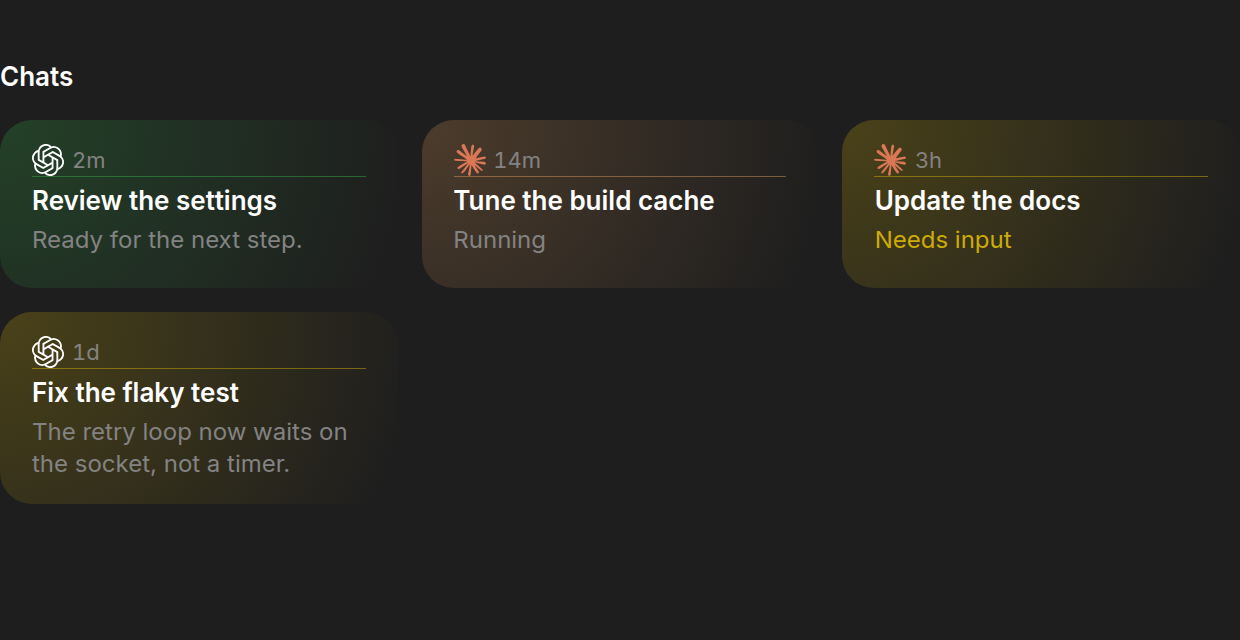 Chats
2m
Review the settings
Ready for the next step.
14m
Tune the build cache
Running
3h
Update the docs
Needs input
1d
Fix the flaky test
The retry loop now waits on
the socket, not a timer.